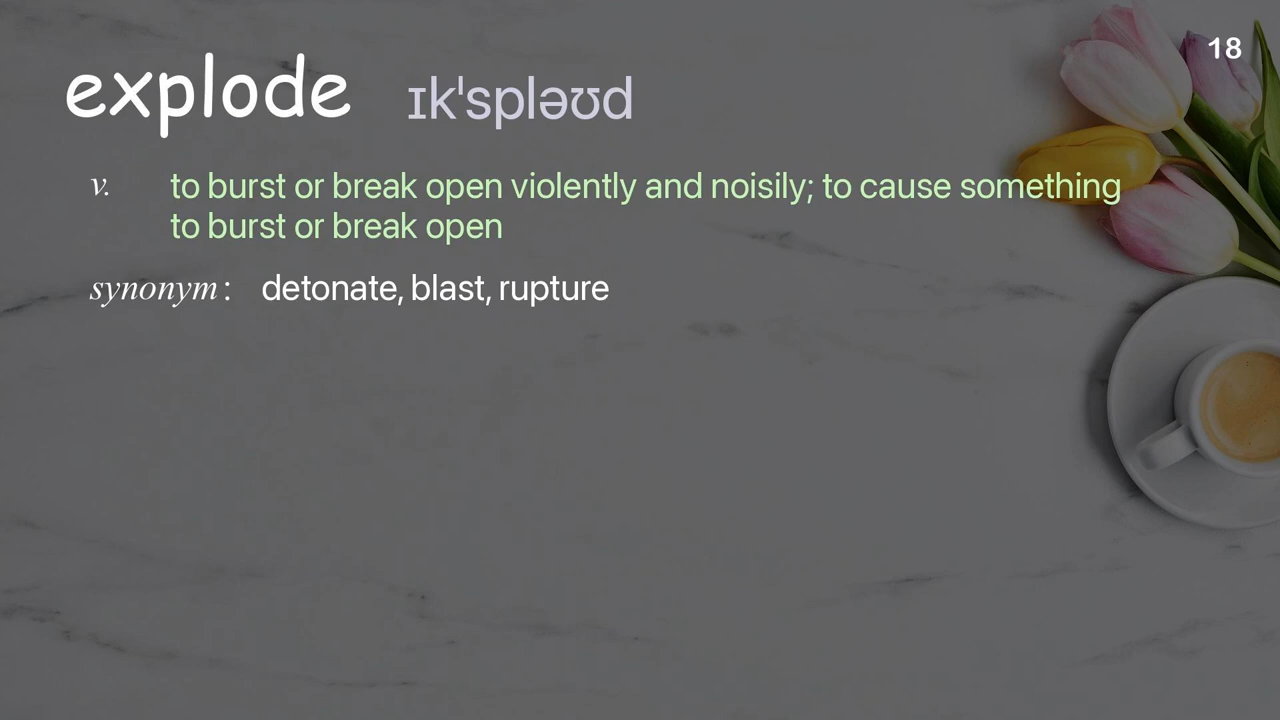 18
explode ɪkˈspləʊd
v. to burst or break open violently and noisily; to cause something
to burst or break open
synonym : detonate, blast, rupture